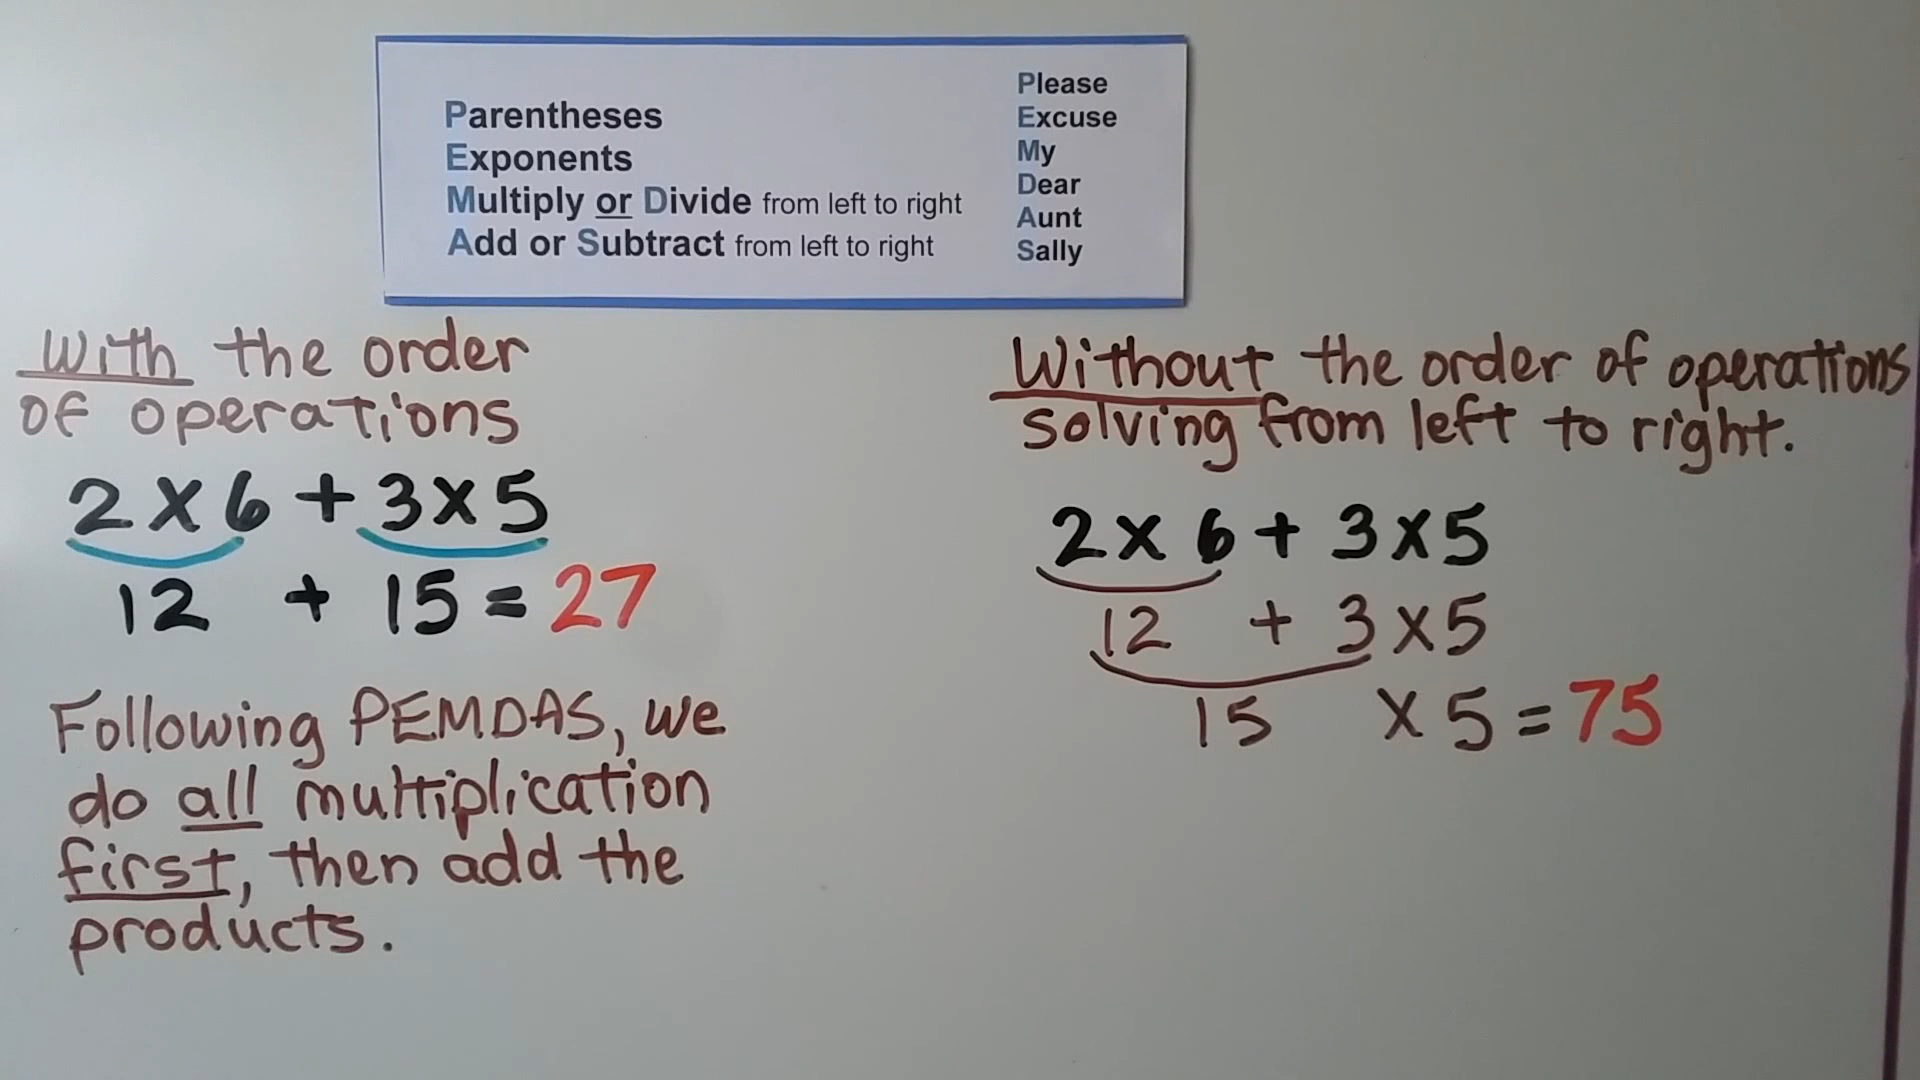 Parentheses
Exponents
Multiply or Divide from left to right
Add or Subtract from left to right
Please
Excuse
My
Dear
Aunt
Sally
With the order
of operations
2 x 6 + 3 x 5
12 + 15 = 27
Following PEMDAS, we
do all multiplication
first, then add the
products.
Without the order of operations
solving from left to right.
2 x 6 + 3 x 5
12 + 3 x 5
15 x 5 = 75